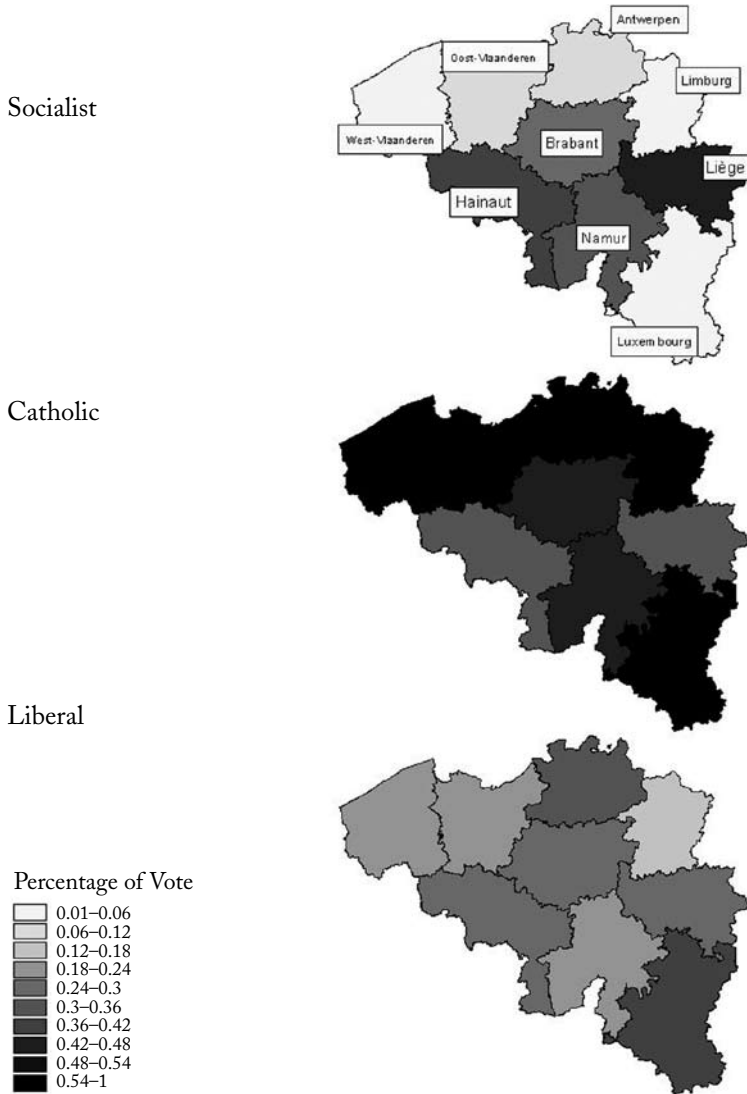 Socialist
Antwerpen
Oost-Vlaanderen
Limburg
West-Vlaanderen
Brabant
Liège
Hainaut
Namur
Luxembourg
Catholic
Liberal
Percentage of Vote
0.01–0.06
0.06–0.12
0.12–0.18
0.18–0.24
0.24–0.3
0.3–0.36
0.36–0.42
0.42–0.48
0.48–0.54
0.54–1